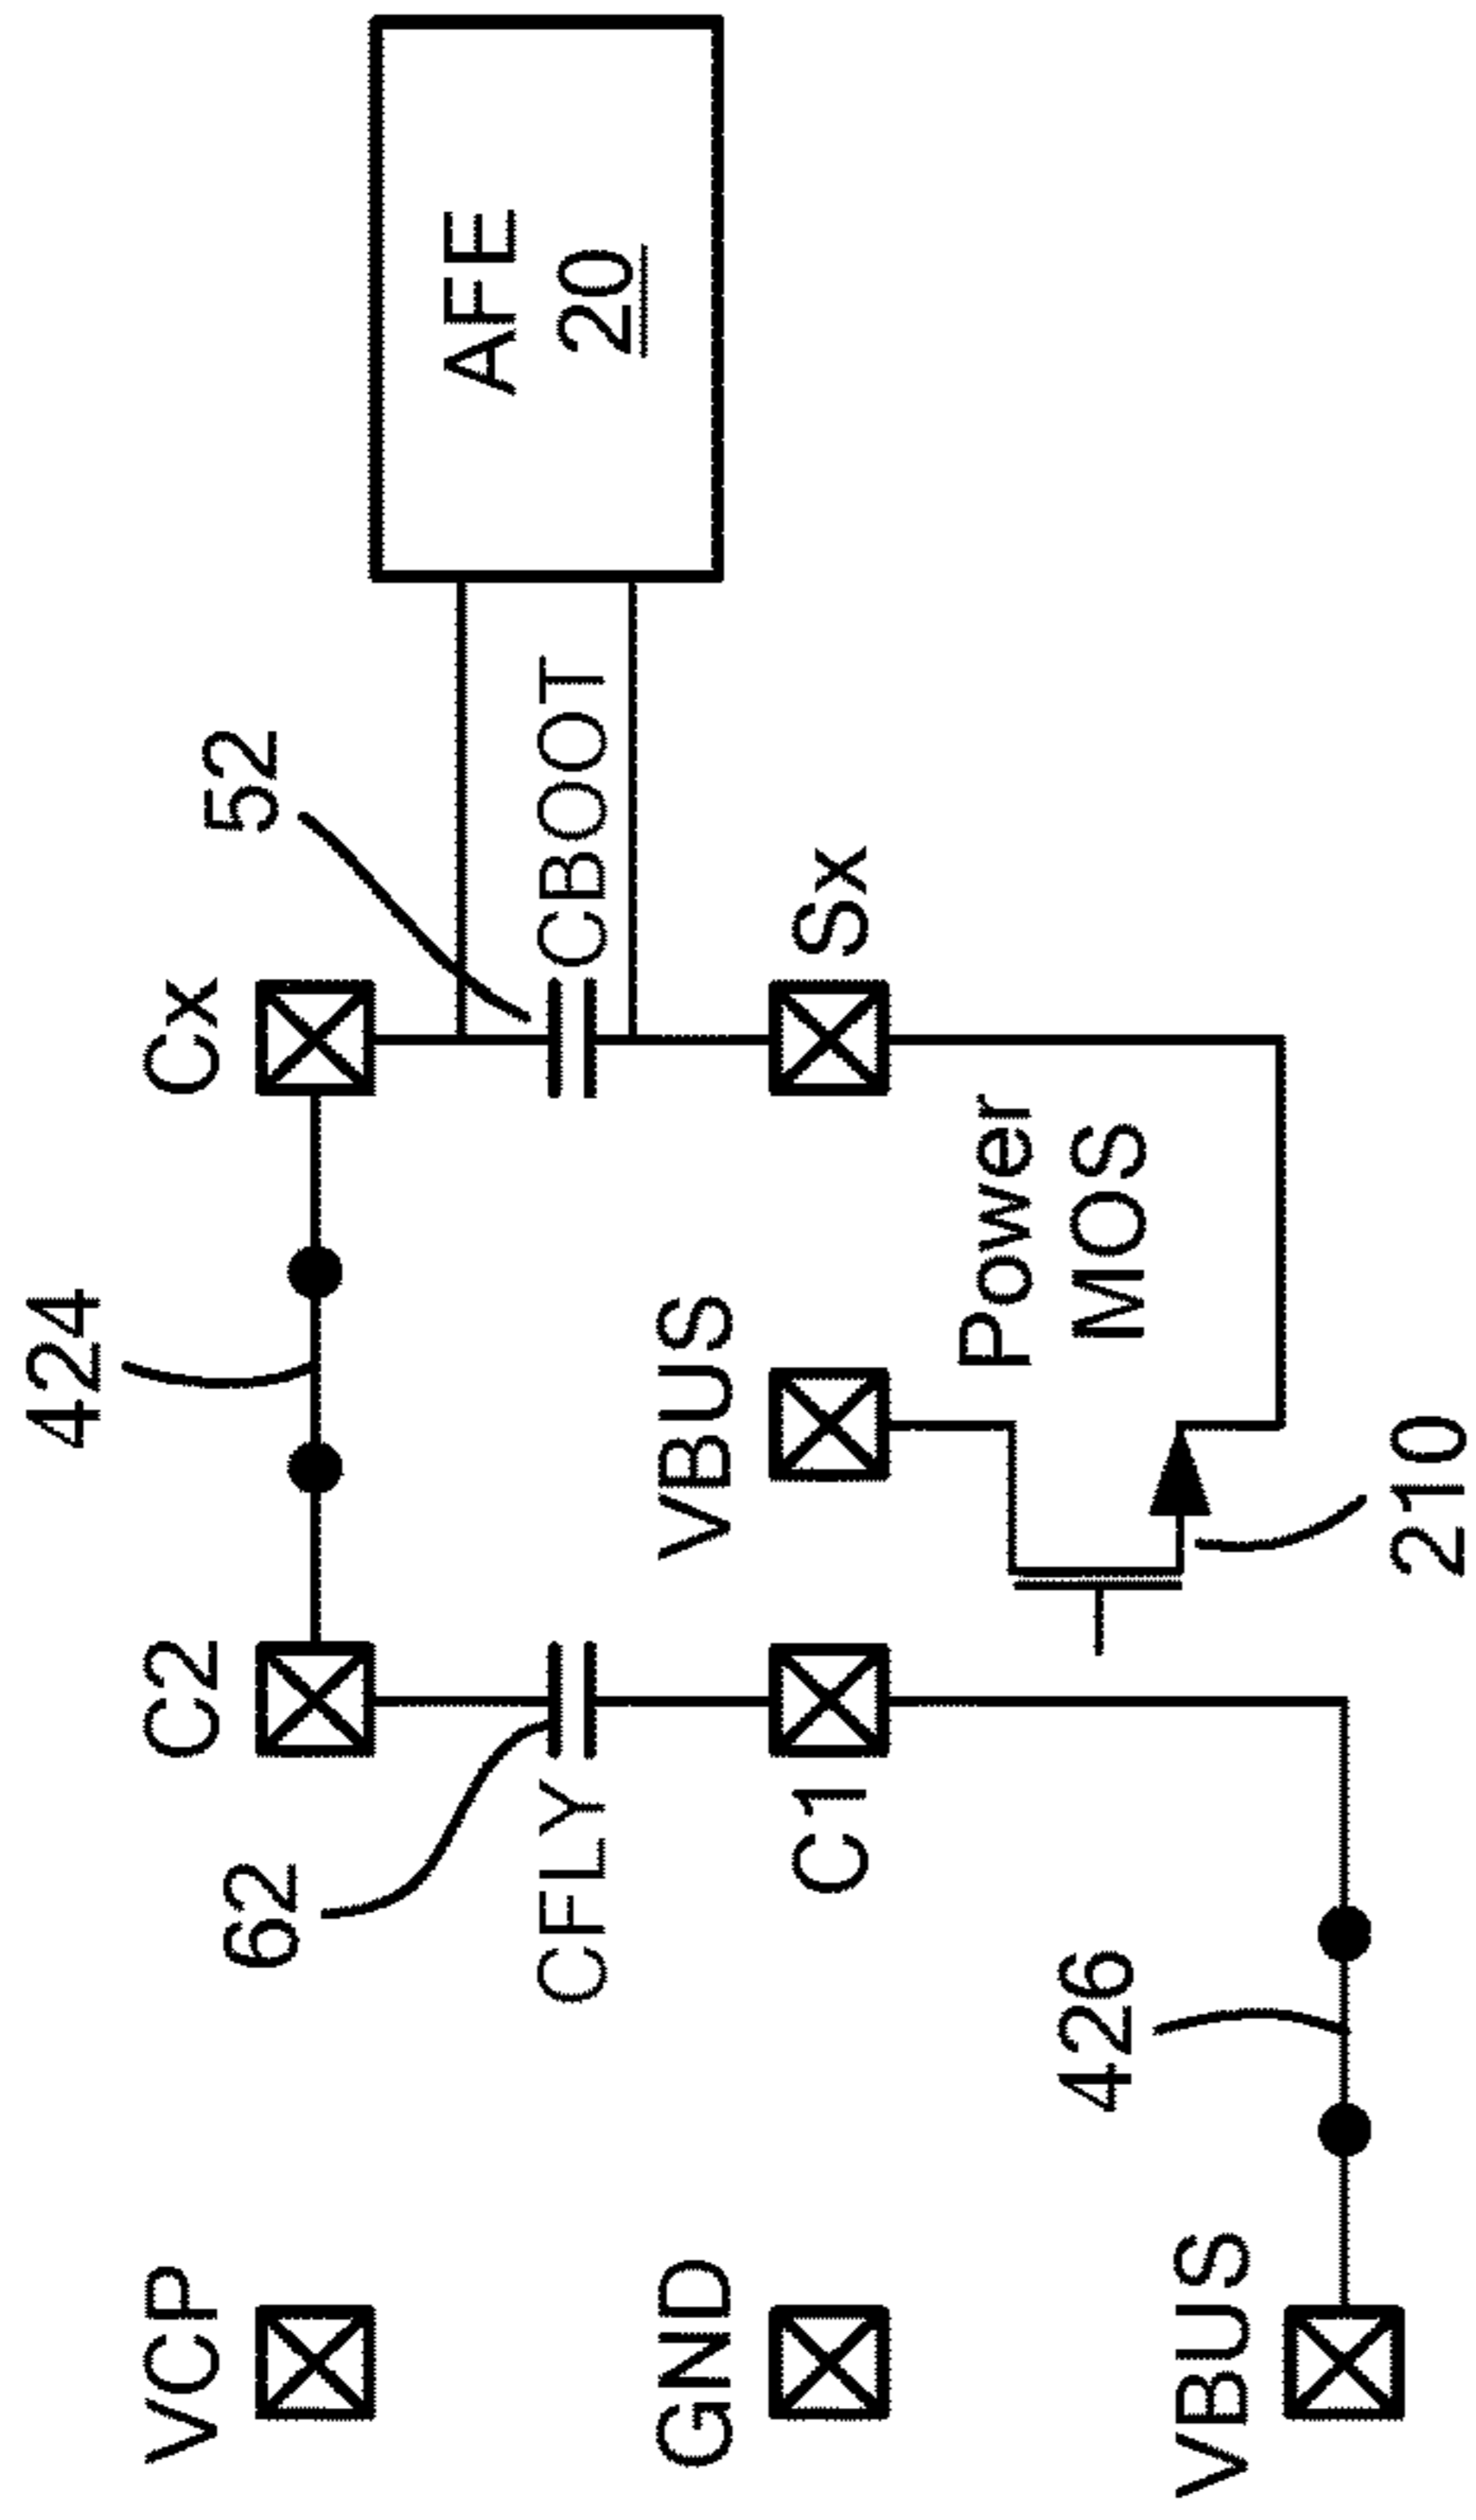 424
VCP
C2
Cx
62
52
AFE
CFLY
CBOOT
20
GND
VBUS
C1
Sx
Power
MOS
426
VBUS
210